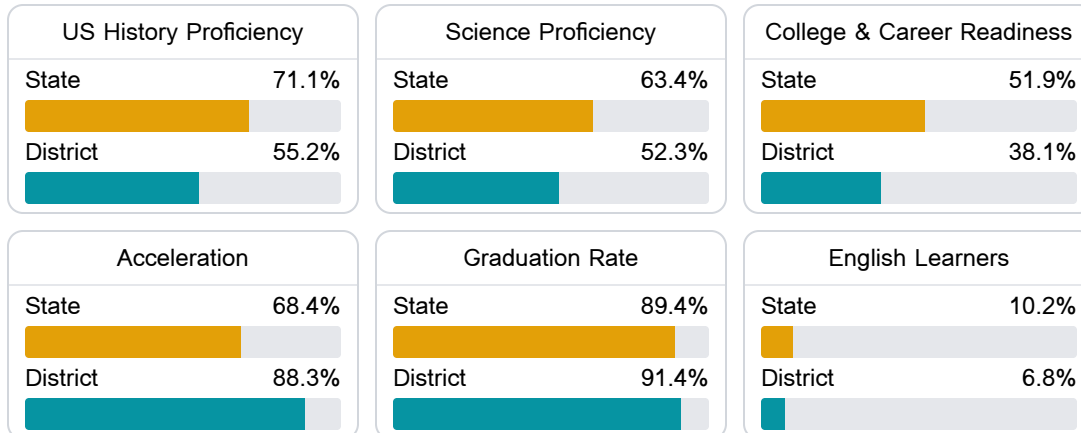 US History Proficiency
State 71.1%
District 55.2%
Science Proficiency
State 63.4%
District 52.3%
College & Career Readiness
State 51.9%
District 38.1%
Acceleration
State 68.4%
District 88.3%
Graduation Rate
State 89.4%
District 91.4%
English Learners
State 10.2%
District 6.8%